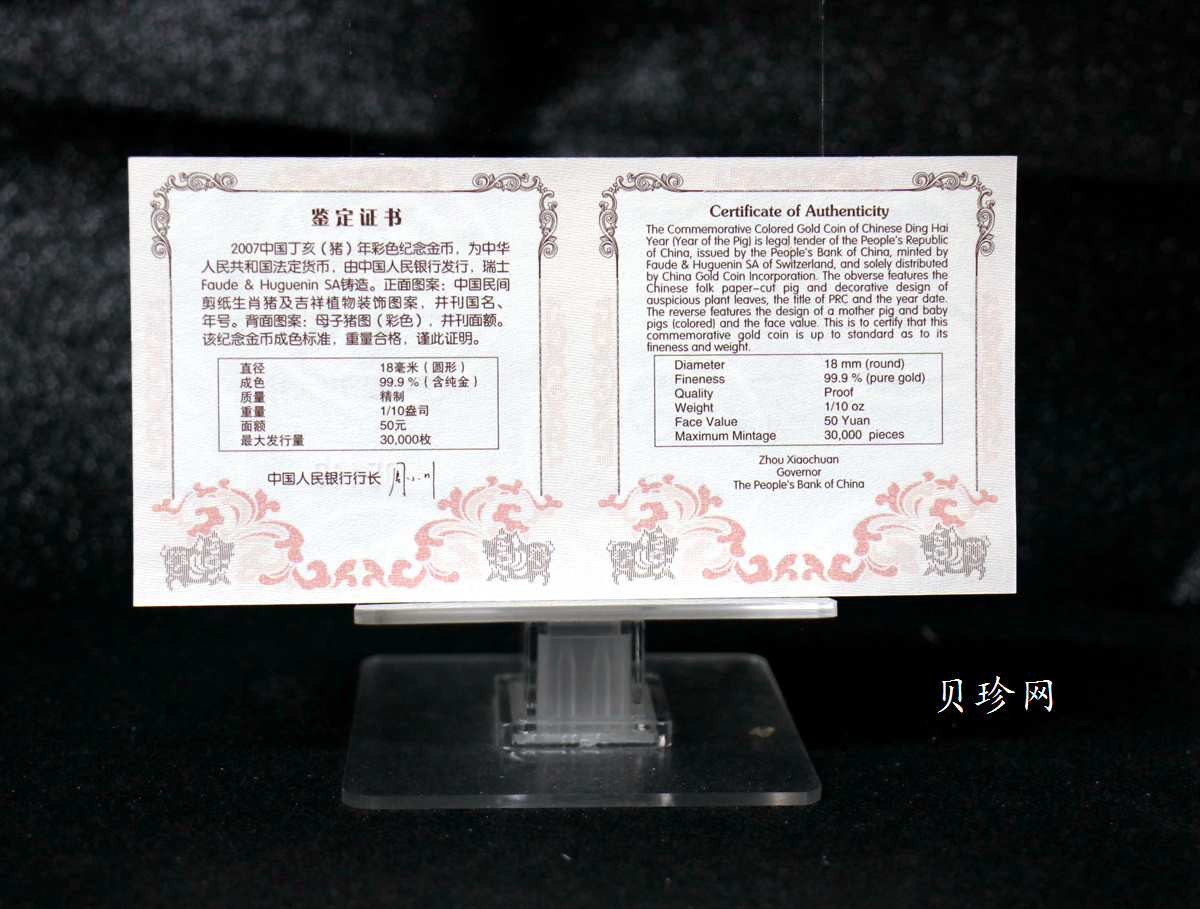 鉴定证书
2007中国丁亥（猪）年彩色纪念金币，为中华
人民共和国法定货币，由中国人民银行发行，瑞士
Faude & Huguenin SA铸造。正面图案：中国民间
剪纸生肖猪及吉祥植物装饰图案，并刊国名、
年号。背面图案：母子猪图（彩色），并刊面额。
该纪念金币成色标准，重量合格，谨此证明。
直径 18毫米（圆形）
成色 99.9 %（含纯金）
质量 精制
重量 1/10盎司
面额 50元
最大发行量 30,000枚
中国人民银行行长
Certificate of Authenticity
The Commemorative Colored Gold Coin of Chinese Ding Hai
Year (Year of the Pig) is legal tender of the People's Republic
of China, issued by the People's Bank of China, minted by
Faude & Huguenin SA of Switzerland, and solely distributed
by China Gold Coin Incorporation. The obverse features the
Chinese folk paper-cut pig and decorative design of
auspicious plant leaves, the title of PRC and the year date.
The reverse features the design of a mother pig and baby
pigs (colored) and the face value. This is to certify that this
commemorative gold coin is up to standard as to its
fineness and weight.
Diameter 18 mm (round)
Fineness 99.9 % (pure gold)
Quality Proof
Weight 1/10 oz
Face Value 50 Yuan
Maximum Mintage 30,000 pieces
Zhou Xiaochuan
Governor
The People's Bank of China
贝珍网